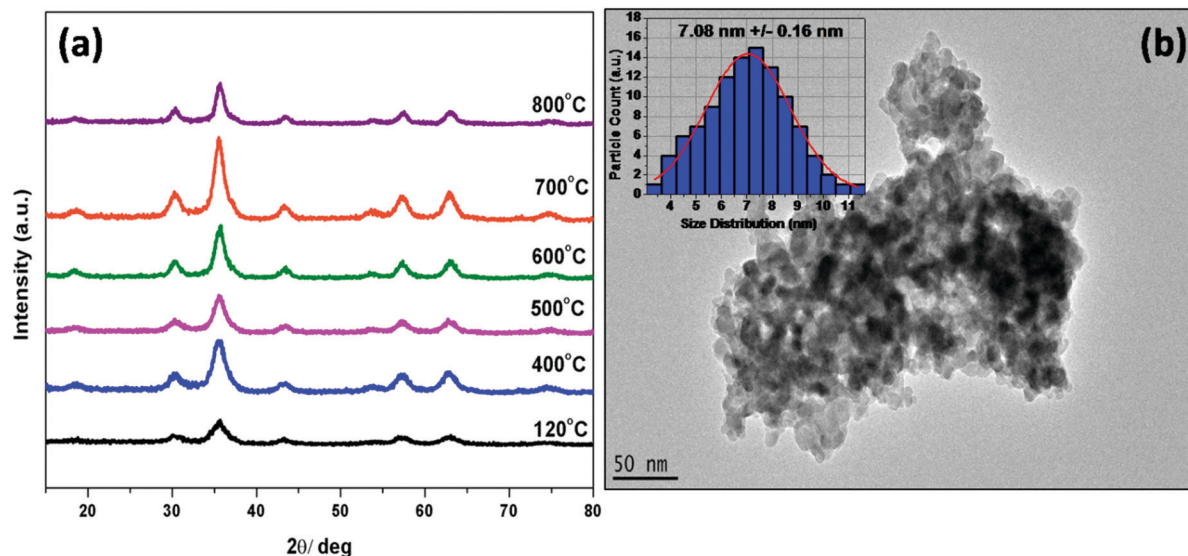 (a)
800°C
700°C
600°C
500°C
400°C
120°C
Intensity (a.u.)
20 30 40 50 60 70 80
2θ/ deg
(b)
7.08 nm +/- 0.16 nm
18
16
14
12
10
8
6
4
2
0
Particle Count (a.u.)
4 5 6 7 8 9 10 11
Size Distribution (nm)
50 nm